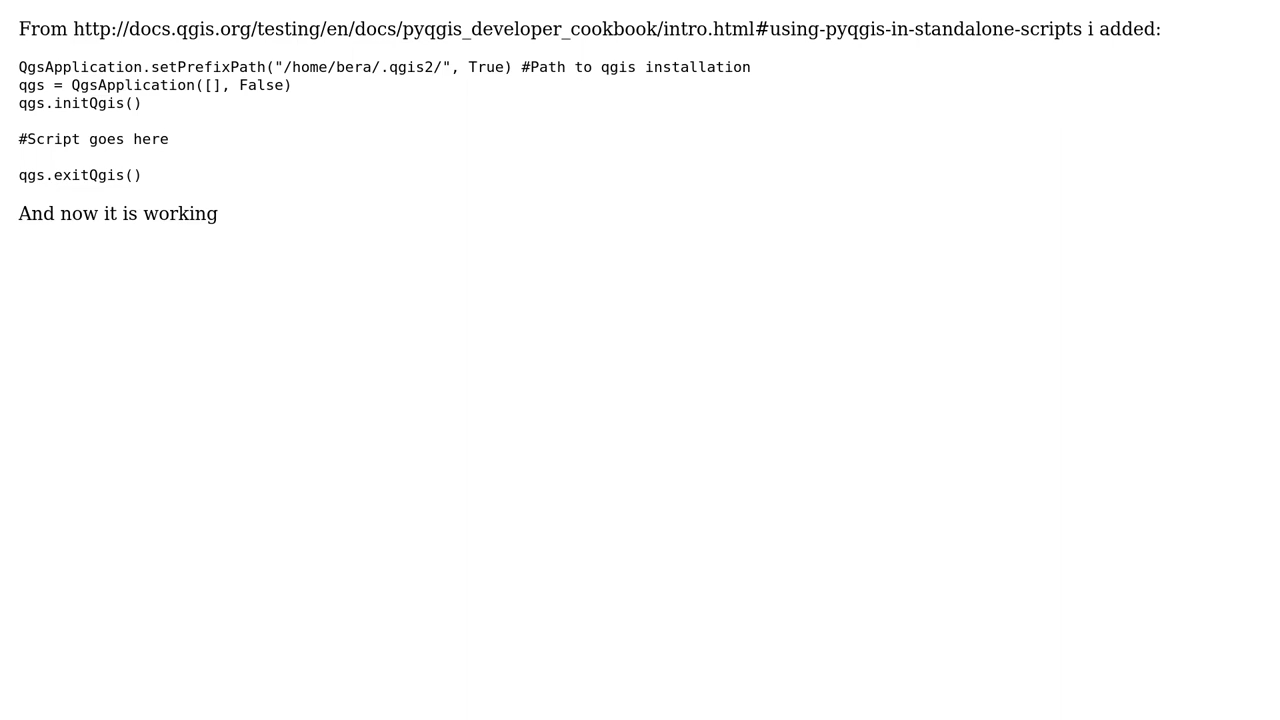 From http://docs.qgis.org/testing/en/docs/pyqgis_developer_cookbook/intro.html#using-pyqgis-in-standalone-scripts i added:
QgsApplication.setPrefixPath("/home/bera/.qgis2/", True) #Path to qgis installation
qgs = QgsApplication([], False)
qgs.initQgis()
#Script goes here
qgs.exitQgis()
And now it is working